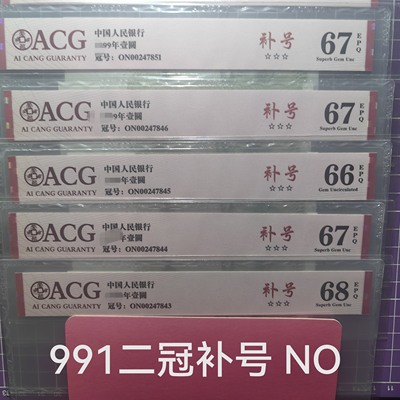 ACG
AI CANG GUARANTY
中国人民银行
99年壹圆
冠号: ON00247851
补号
☆☆☆
67 EPQ
Superb Gem Unc
ACG
AI CANG GUARANTY
中国人民银行
9年壹圆
冠号: ON00247846
补号
☆☆☆
67 EPQ
Superb Gem Unc
ACG
AI CANG GUARANTY
中国人民银行
年壹圆
冠号: ON00247845
补号
☆☆☆
66 EPQ
Gem Uncirculated
ACG
AI CANG GUARANTY
中国人民银行
年壹圆
冠号: ON00247844
补号
☆☆☆
67 EPQ
Superb Gem Unc
ACG
AI CANG GUARANTY
中国人民银行
年壹圆
冠号: ON00247843
补号
☆☆☆
68 EPQ
Superb Gem Unc
991二冠补号 NO